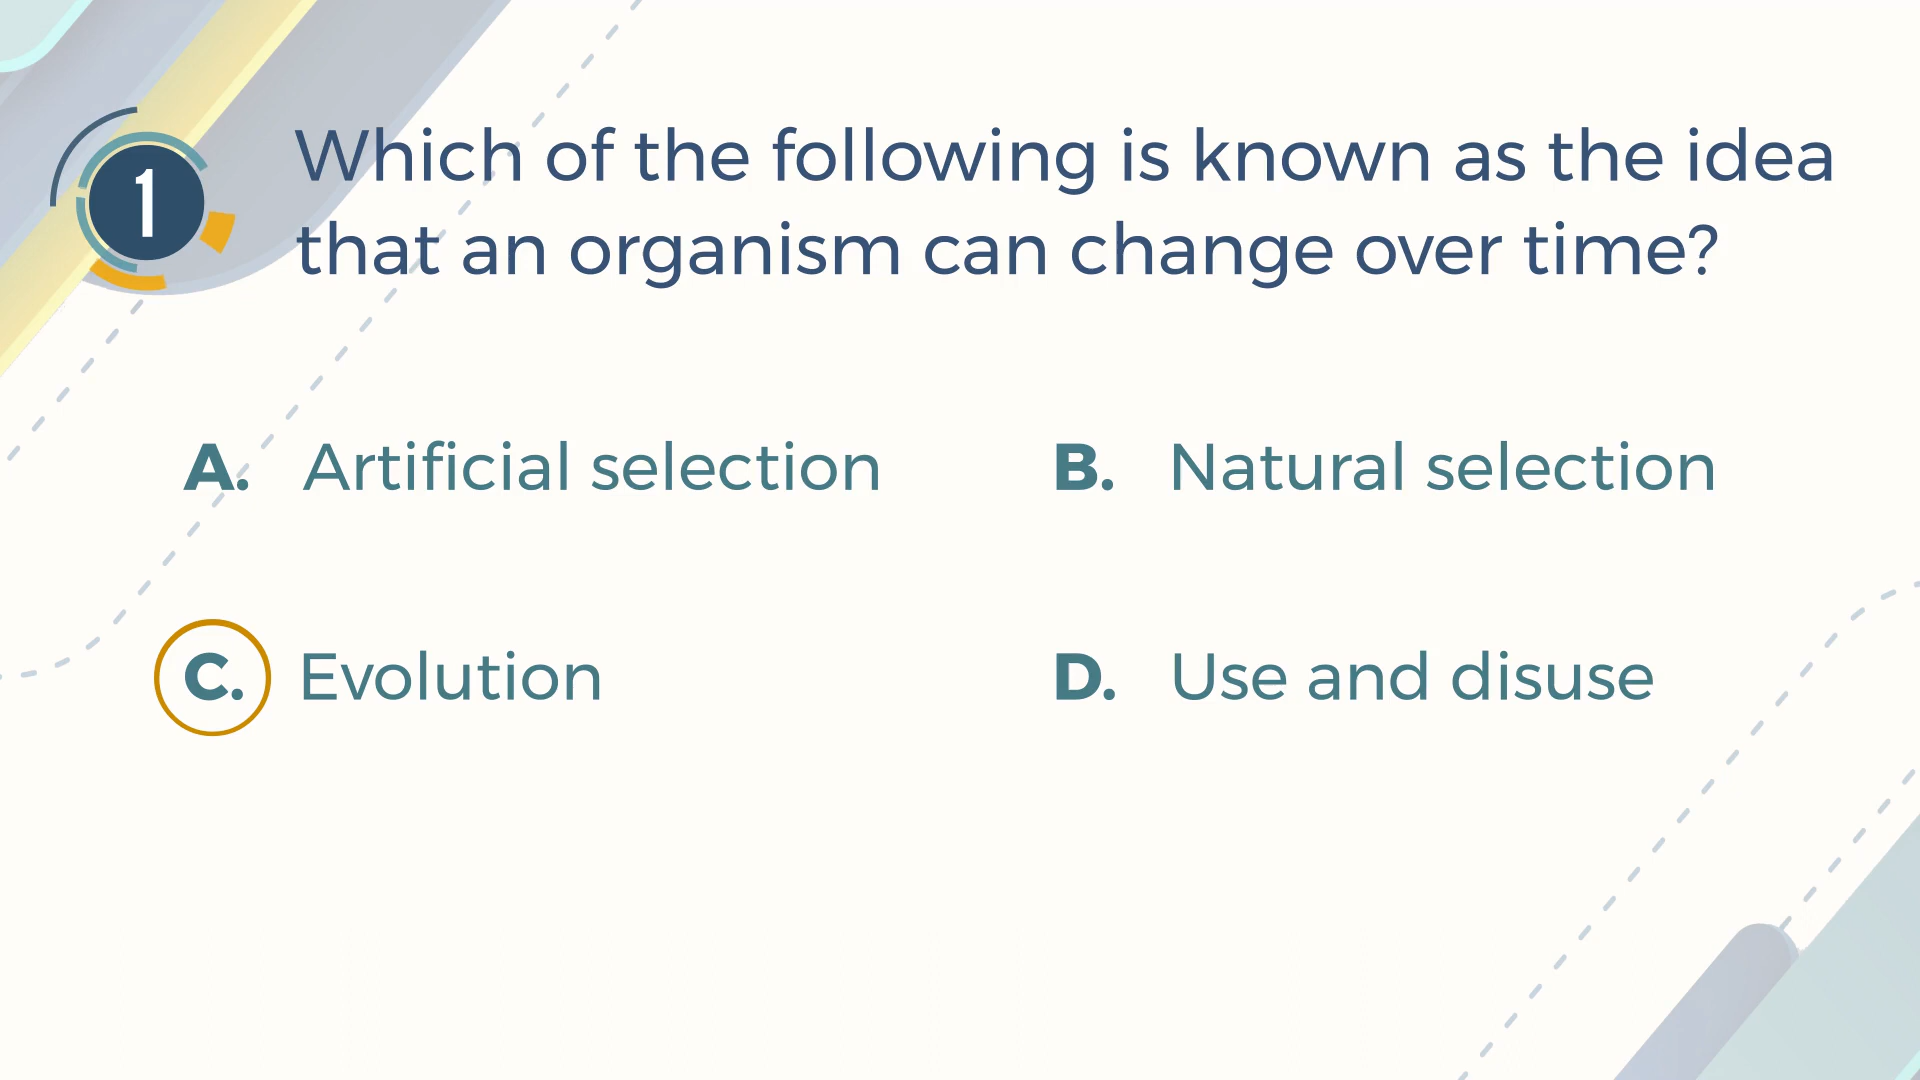 1
Which of the following is known as the idea
that an organism can change over time?
A. Artificial selection
B. Natural selection
C. Evolution
D. Use and disuse